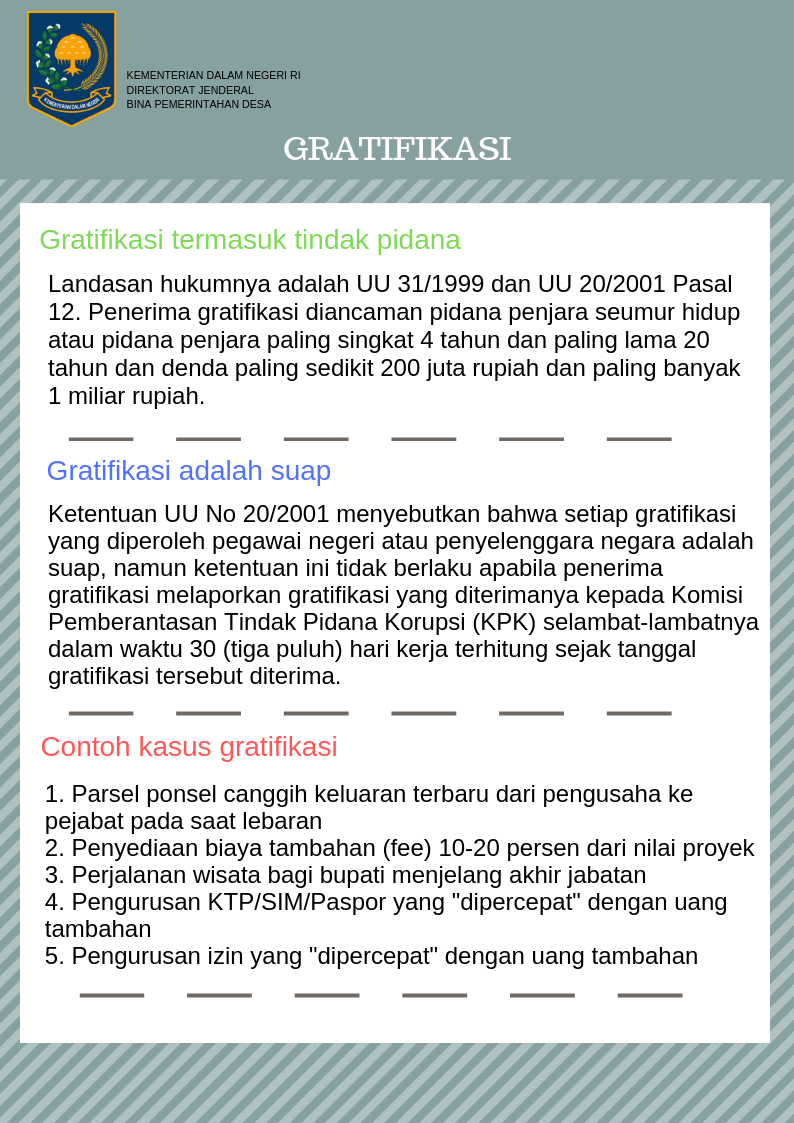 KEMENTERIAN DALAM NEGERI
KEMENTERIAN DALAM NEGERI RI
DIREKTORAT JENDERAL
BINA PEMERINTAHAN DESA
GRATIFIKASI
Gratifikasi termasuk tindak pidana
Landasan hukumnya adalah UU 31/1999 dan UU 20/2001 Pasal
12. Penerima gratifikasi diancaman pidana penjara seumur hidup
atau pidana penjara paling singkat 4 tahun dan paling lama 20
tahun dan denda paling sedikit 200 juta rupiah dan paling banyak
1 miliar rupiah.
Gratifikasi adalah suap
Ketentuan UU No 20/2001 menyebutkan bahwa setiap gratifikasi
yang diperoleh pegawai negeri atau penyelenggara negara adalah
suap, namun ketentuan ini tidak berlaku apabila penerima
gratifikasi melaporkan gratifikasi yang diterimanya kepada Komisi
Pemberantasan Tindak Pidana Korupsi (KPK) selambat-lambatnya
dalam waktu 30 (tiga puluh) hari kerja terhitung sejak tanggal
gratifikasi tersebut diterima.
Contoh kasus gratifikasi
1. Parsel ponsel canggih keluaran terbaru dari pengusaha ke
pejabat pada saat lebaran
2. Penyediaan biaya tambahan (fee) 10-20 persen dari nilai proyek
3. Perjalanan wisata bagi bupati menjelang akhir jabatan
4. Pengurusan KTP/SIM/Paspor yang "dipercepat" dengan uang
tambahan
5. Pengurusan izin yang "dipercepat" dengan uang tambahan